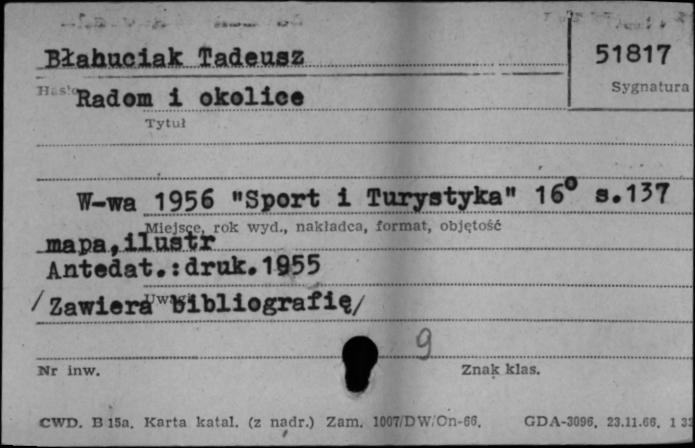 Błahuciak Tadeusz 51817
Hasło Sygnatura
Radom i okolice
Tytuł
W-wa 1956 "Sport i Turystyka" 16° s.137
Miejsce, rok wyd., nakładca, format, objętość
mapa, ilustr
Antedat.:druk.1955
Uwagi
/Zawiera bibliografię/
9
Nr inw. Znak klas.
CWD. B 15a. Karta katal. (z nadr.) Zam. 1007/DW/On-66. GDA-3096. 23.11.66.